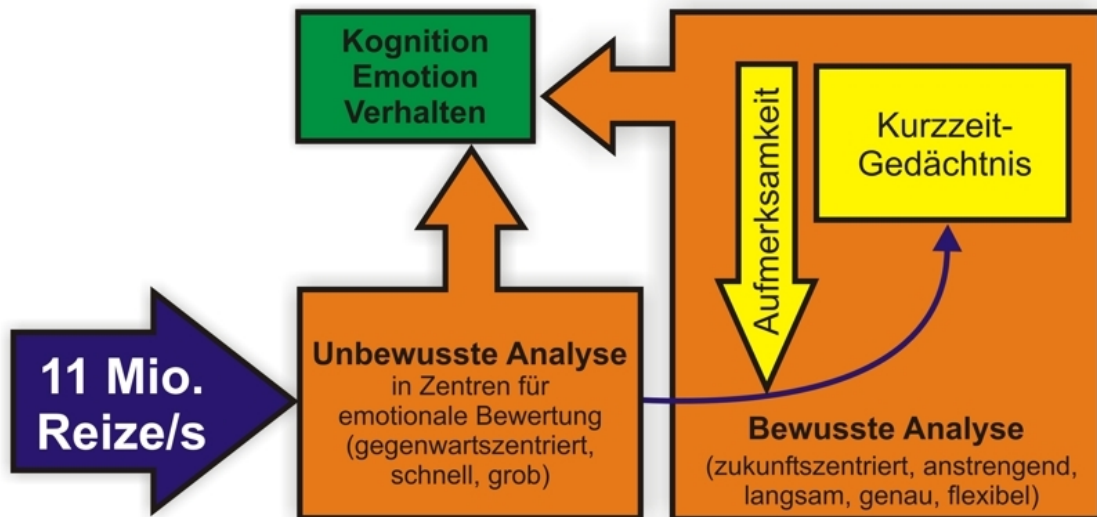 Kognition
Emotion
Verhalten
Aufmerksamkeit
Kurzzeit-
Gedächtnis
11 Mio.
Reize/s
Unbewusste Analyse
in Zentren für
emotionale Bewertung
(gegenwartszentriert,
schnell, grob)
Bewusste Analyse
(zukunftszentriert, anstrengend,
langsam, genau, flexibel)